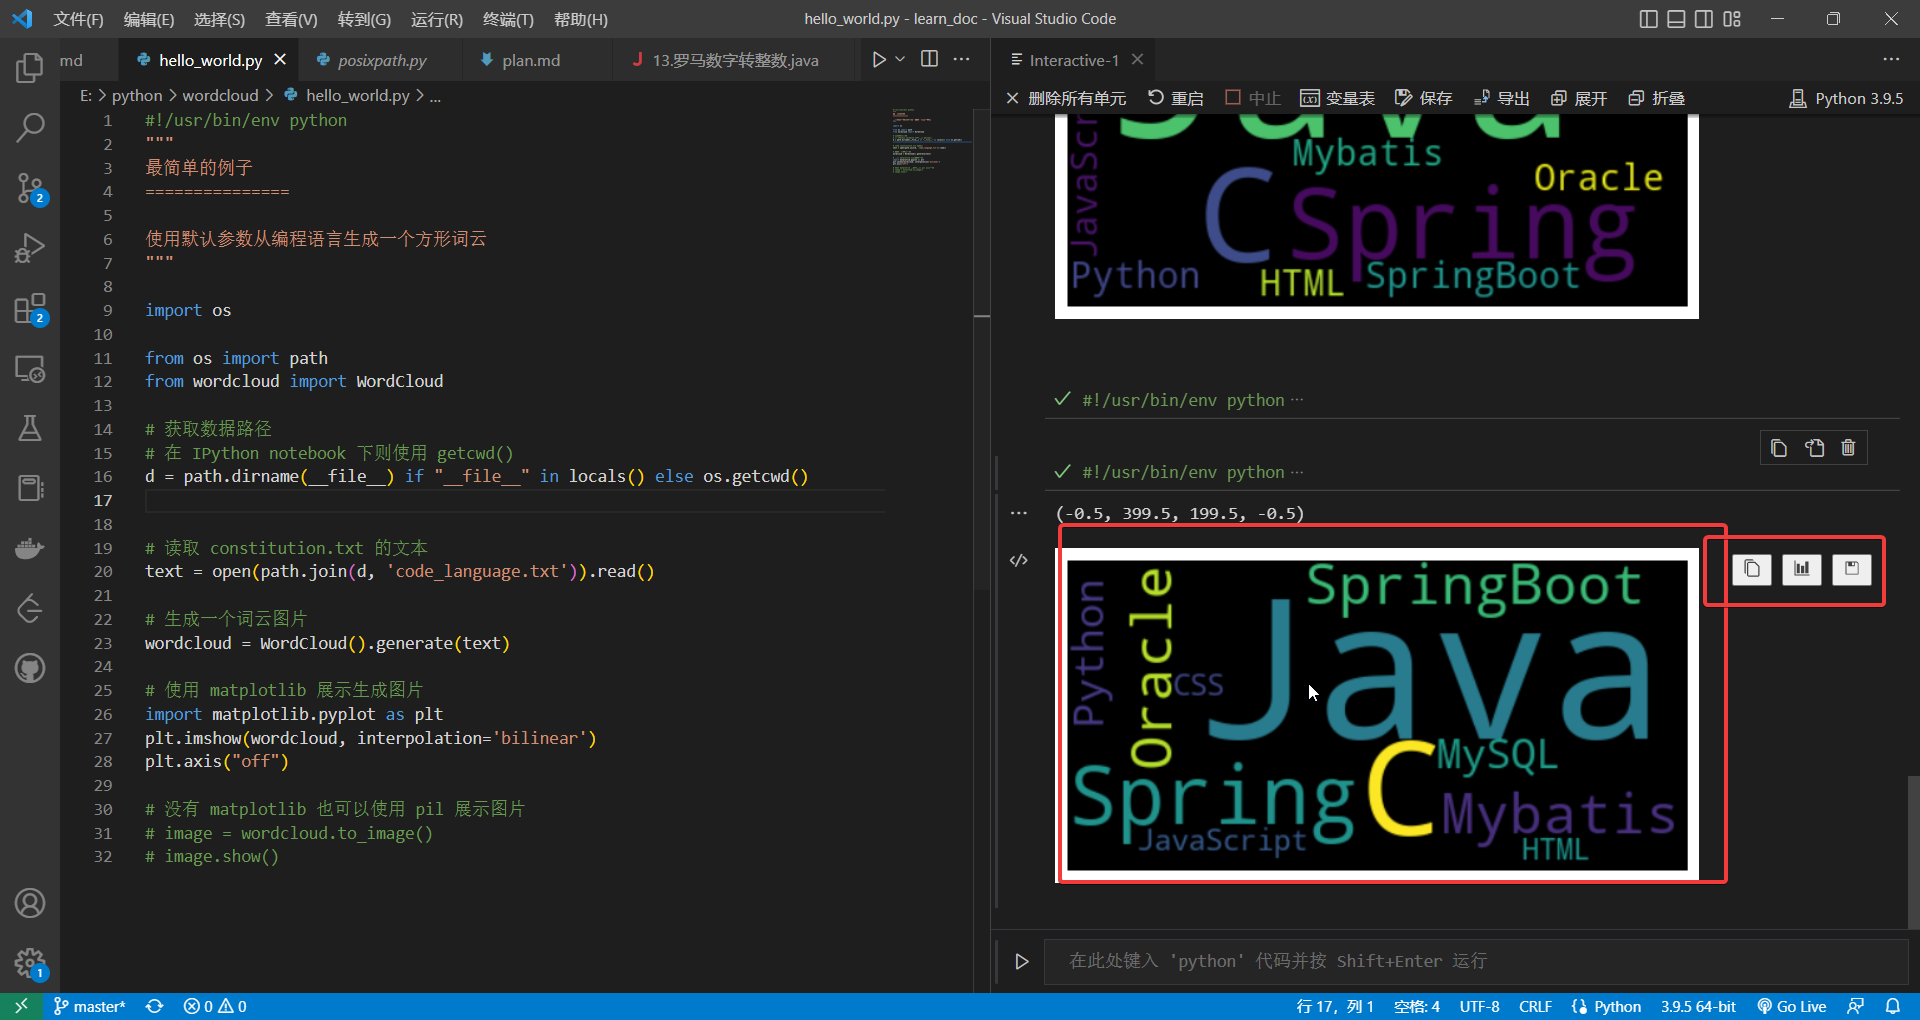 文件(F) 编辑(E) 选择(S) 查看(V) 转到(G) 运行(R) 终端(T) 帮助(H) hello_world.py - learn_doc - Visual Studio Code
md hello_world.py posixpath.py plan.md J 13.罗马数字转整数.java
E: > python > wordcloud > hello_world.py > ...
1 #!/usr/bin/env python
2 """
3 最简单的例子
4 ===============
5
6 使用默认参数从编程语言生成一个方形词云
7 """
8
9 import os
10
11 from os import path
12 from wordcloud import WordCloud
13
14 # 获取数据路径
15 # 在 IPython notebook 下则使用 getcwd()
16 d = path.dirname(__file__) if "__file__" in locals() else os.getcwd()
17
18
19 # 读取 constitution.txt 的文本
20 text = open(path.join(d, 'code_language.txt')).read()
21
22 # 生成一个词云图片
23 wordcloud = WordCloud().generate(text)
24
25 # 使用 matplotlib 展示生成图片
26 import matplotlib.pyplot as plt
27 plt.imshow(wordcloud, interpolation='bilinear')
28 plt.axis("off")
29
30 # 没有 matplotlib 也可以使用 pil 展示图片
31 # image = wordcloud.to_image()
32 # image.show()
Interactive-1
删除所有单元 重启 中止 变量表 保存 导出 展开 折叠 Python 3.9.5
Java
JavaScr
Mybatis
Oracle
C
Spring
Python
HTML
SpringBoot
#!/usr/bin/env python ...
#!/usr/bin/env python ...
(-0.5, 399.5, 199.5, -0.5)
Python
Oracle
SpringBoot
CSS
Java
Spring
C
MySQL
Mybatis
JavaScript
HTML
在此处键入 'python' 代码并按 Shift+Enter 运行
2
2
1
master* 0 0 行 17，列 1 空格: 4 UTF-8 CRLF Python 3.9.5 64-bit Go Live